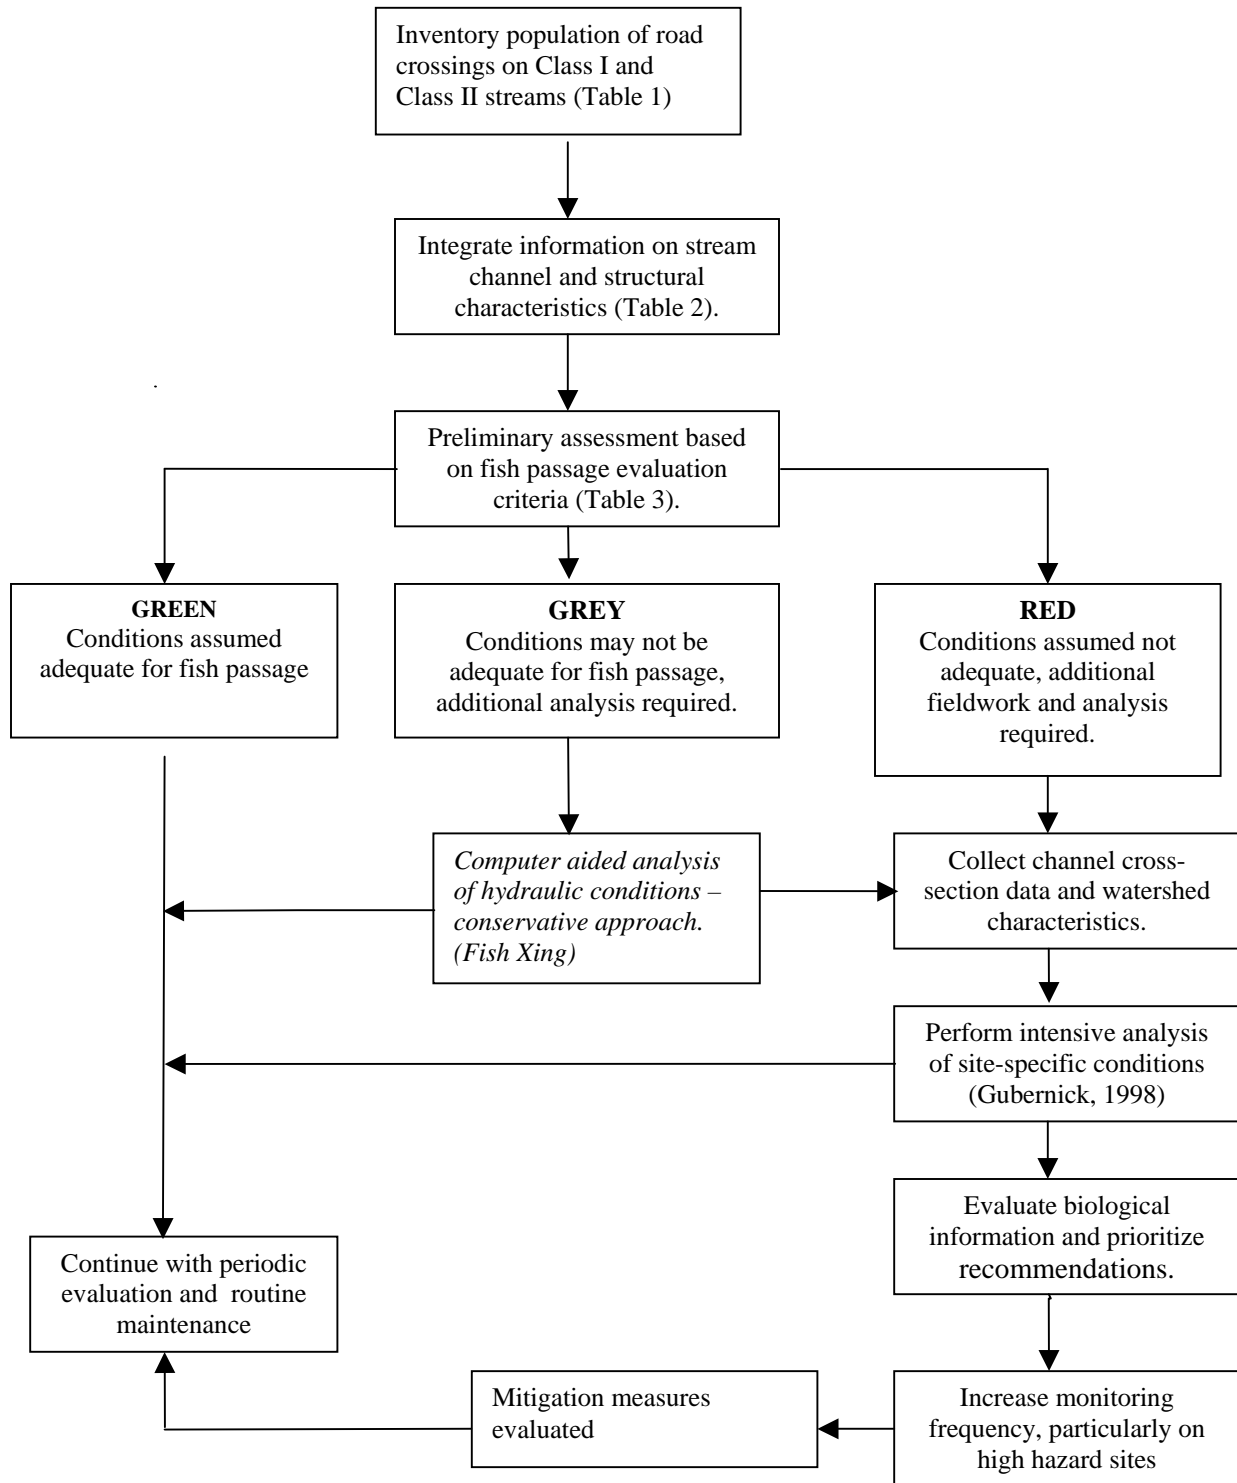 Inventory population of road
crossings on Class I and
Class II streams (Table 1)
Integrate information on stream
channel and structural
characteristics (Table 2).
Preliminary assessment based
on fish passage evaluation
criteria (Table 3).
GREEN
Conditions assumed
adequate for fish passage
GREY
Conditions may not be
adequate for fish passage,
additional analysis required.
RED
Conditions assumed not
adequate, additional
fieldwork and analysis
required.
Computer aided analysis
of hydraulic conditions –
conservative approach.
(Fish Xing)
Collect channel cross-
section data and watershed
characteristics.
Perform intensive analysis
of site-specific conditions
(Gubernick, 1998)
Evaluate biological
information and prioritize
recommendations.
Continue with periodic
evaluation and routine
maintenance
Mitigation measures
evaluated
Increase monitoring
frequency, particularly on
high hazard sites